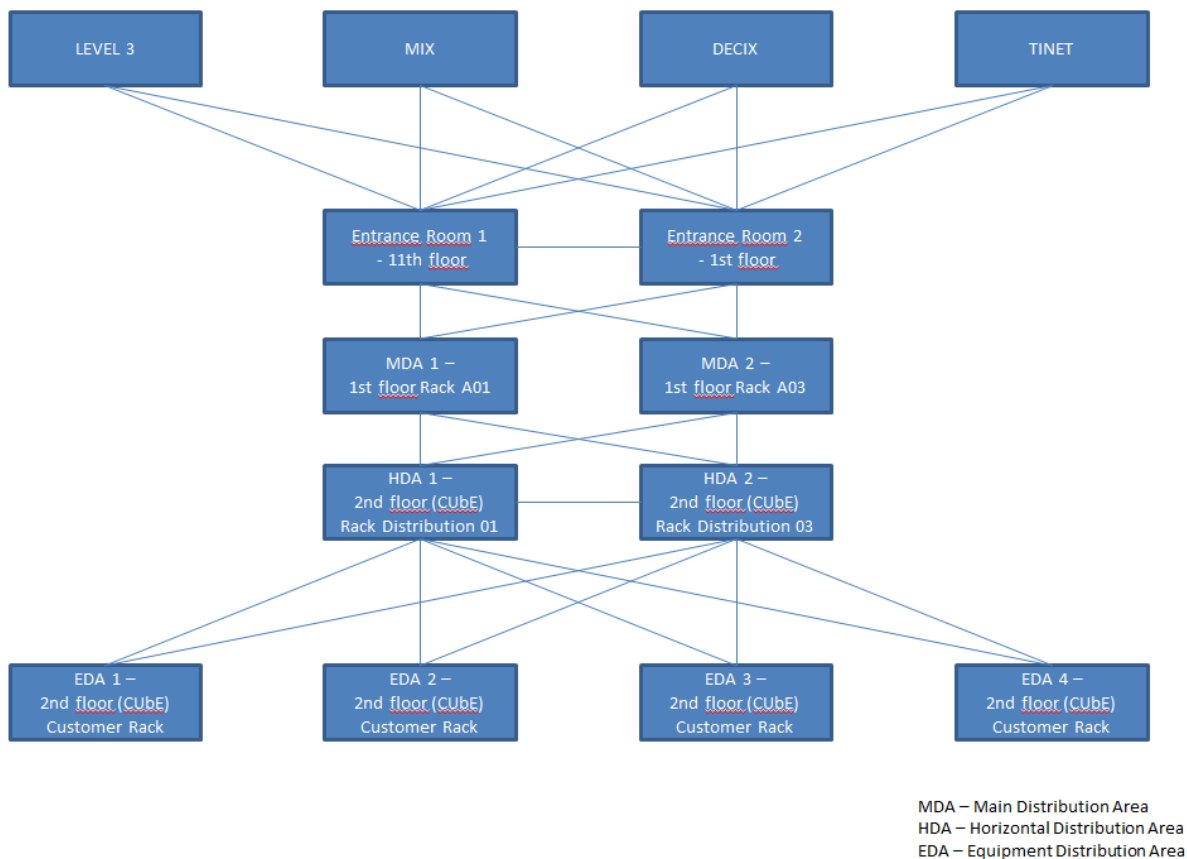 LEVEL 3
MIX
DECIX
TINET
Entrance Room 1
- 11th floor
Entrance Room 2
- 1st floor
MDA 1 –
1st floor Rack A01
MDA 2 –
1st floor Rack A03
HDA 1 –
2nd floor (CUbE)
Rack Distribution 01
HDA 2 –
2nd floor (CUbE)
Rack Distribution 03
EDA 1 –
2nd floor (CUbE)
Customer Rack
EDA 2 –
2nd floor (CUbE)
Customer Rack
EDA 3 –
2nd floor (CUbE)
Customer Rack
EDA 4 –
2nd floor (CUbE)
Customer Rack
MDA – Main Distribution Area
HDA – Horizontal Distribution Area
EDA – Equipment Distribution Area